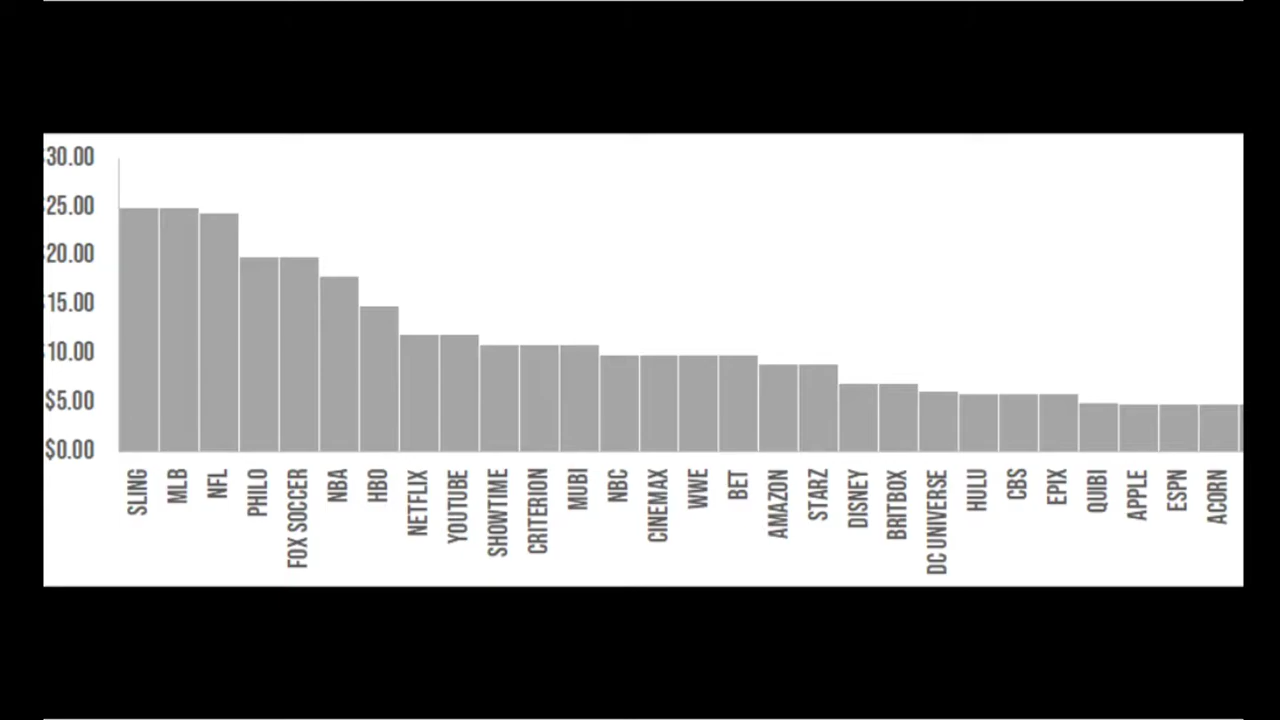 $30.00
$25.00
$20.00
$15.00
$10.00
$5.00
$0.00
SLING
MLB
NFL
PHILO
FOX SOCCER
NBA
HBO
NETFLIX
YOUTUBE
SHOWTIME
CRITERION
MUBI
NBC
CINEMAX
WWE
BET
AMAZON
STARZ
DISNEY
BRITBOX
DC UNIVERSE
HULU
CBS
EPIX
QUIBI
APPLE
ESPN
ACORN